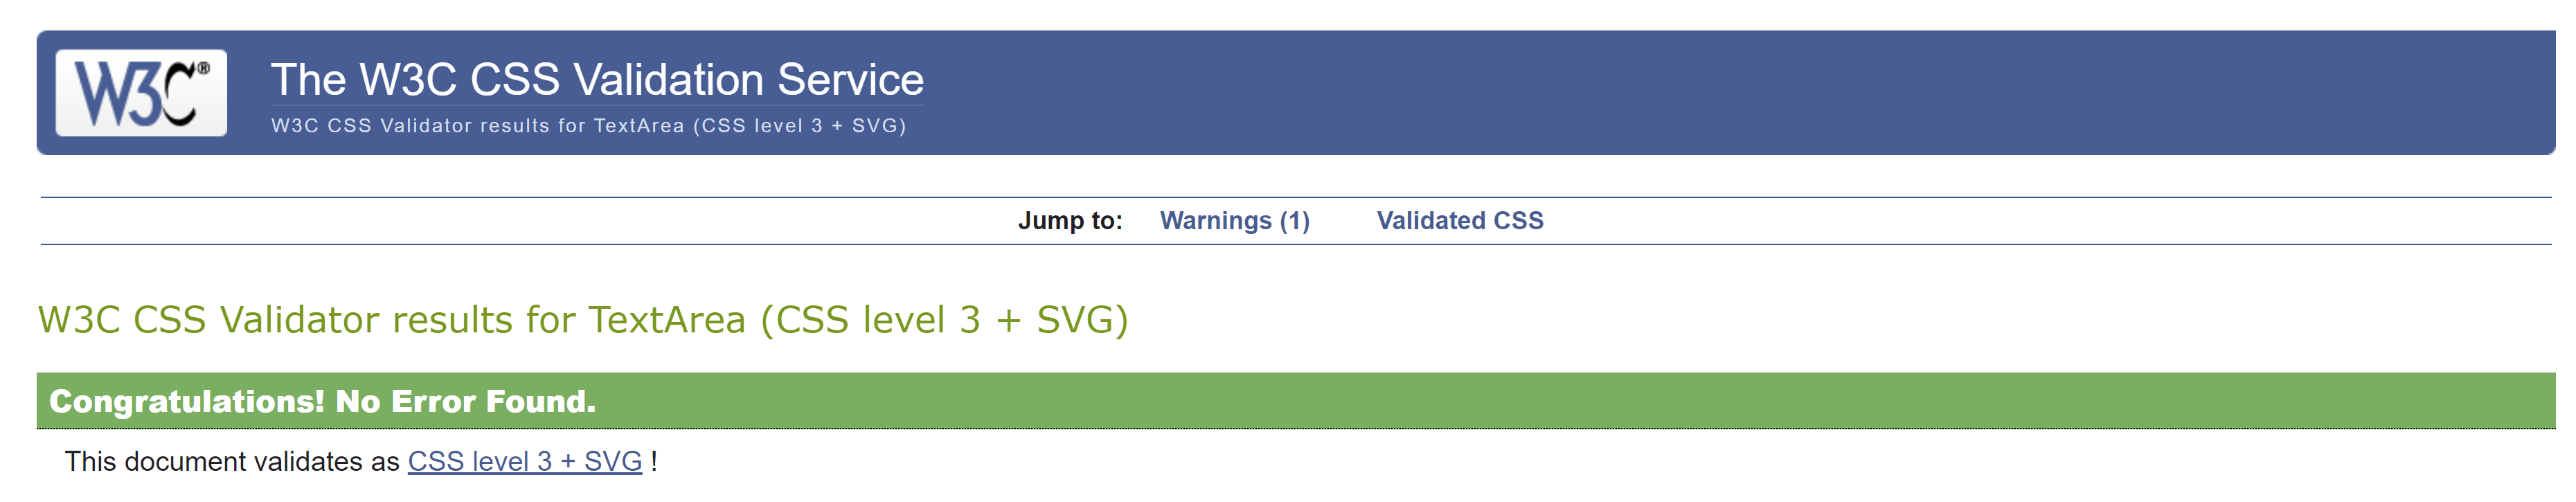 W3C®
The W3C CSS Validation Service
W3C CSS Validator results for TextArea (CSS level 3 + SVG)
Jump to: Warnings (1) Validated CSS
W3C CSS Validator results for TextArea (CSS level 3 + SVG)
Congratulations! No Error Found.
This document validates as CSS level 3 + SVG !